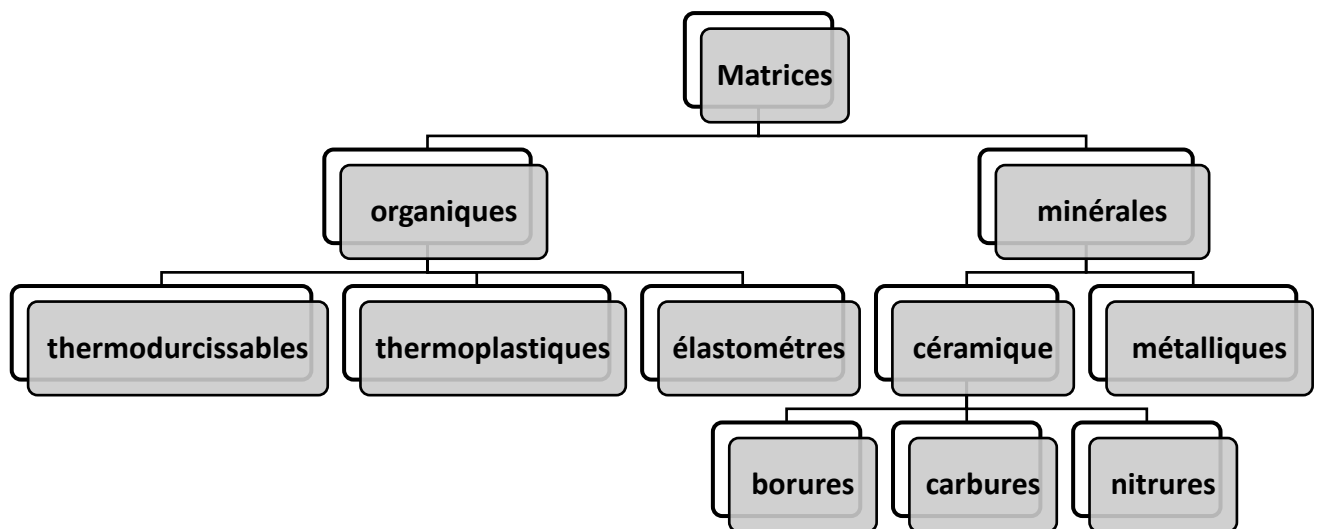 Matrices
organiques
minérales
thermodurcissables
thermoplastiques
élastométres
céramique
métalliques
borures
carbures
nitrures